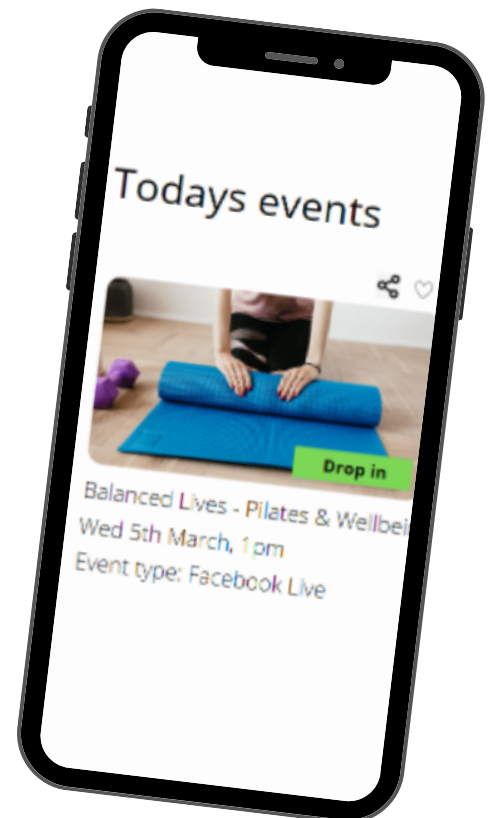 Todays events
Drop in
Balanced Lives - Pilates & Wellbei
Wed 5th March, 1pm
Event type: Facebook Live